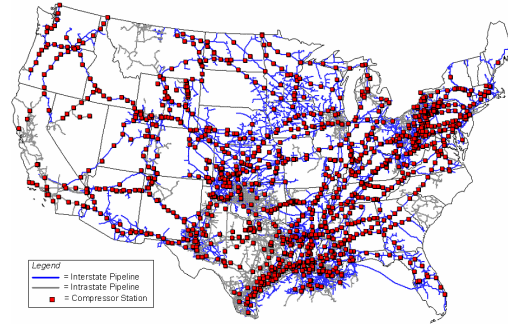 Legend
= Interstate Pipeline
= Intrastate Pipeline
= Compressor Station